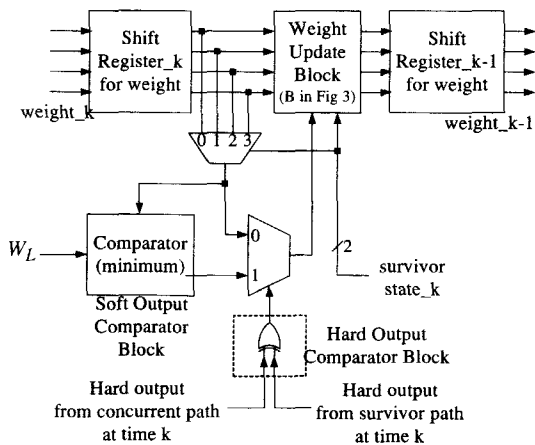 Shift
Register_k
for weight
Weight
Update
Block
(B in Fig 3)
Shift
Register_k-1
for weight
weight_k
weight_k-1
0 1 2 3
W_L
Comparator
(minimum)
0
1
2
Soft Output
Comparator
Block
survivor
state_k
Hard Output
Comparator Block
Hard output
from concurrent path
at time k
Hard output
from survivor path
at time k